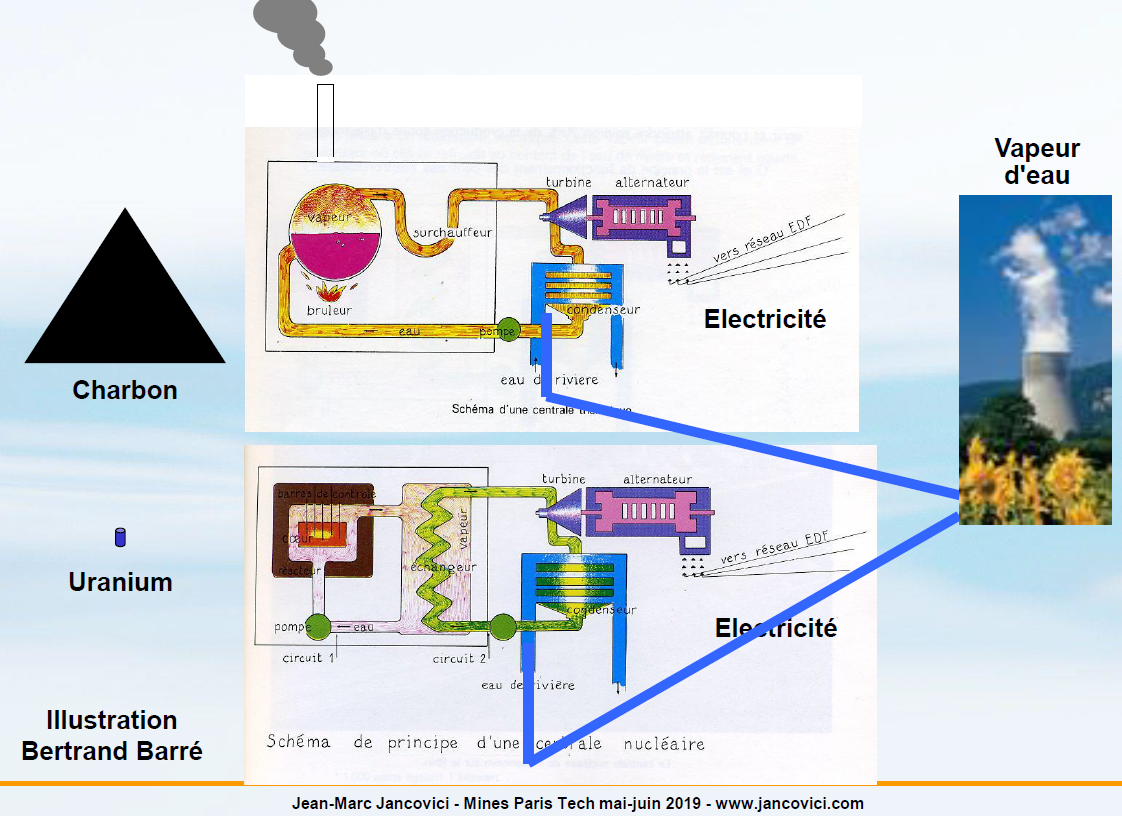 Vapeur
d'eau
Charbon
Uranium
Illustration
Bertrand Barré
turbine alternateur
vapeur
surchauffeur
vers réseau EDF
bruleur
condenseur
Electricité
eau
pompe
eau de riviere
Schéma d'une centrale
turbine alternateur
barres de controle
vapeur
cœur
vers réseau EDF
réacteur
échangeur
condenseur
Electricité
pompe eau
circuit 1 circuit 2
eau de rivière
Schéma de principe d'une centrale nucléaire
Jean-Marc Jancovici - Mines Paris Tech mai-juin 2019 - www.jancovici.com